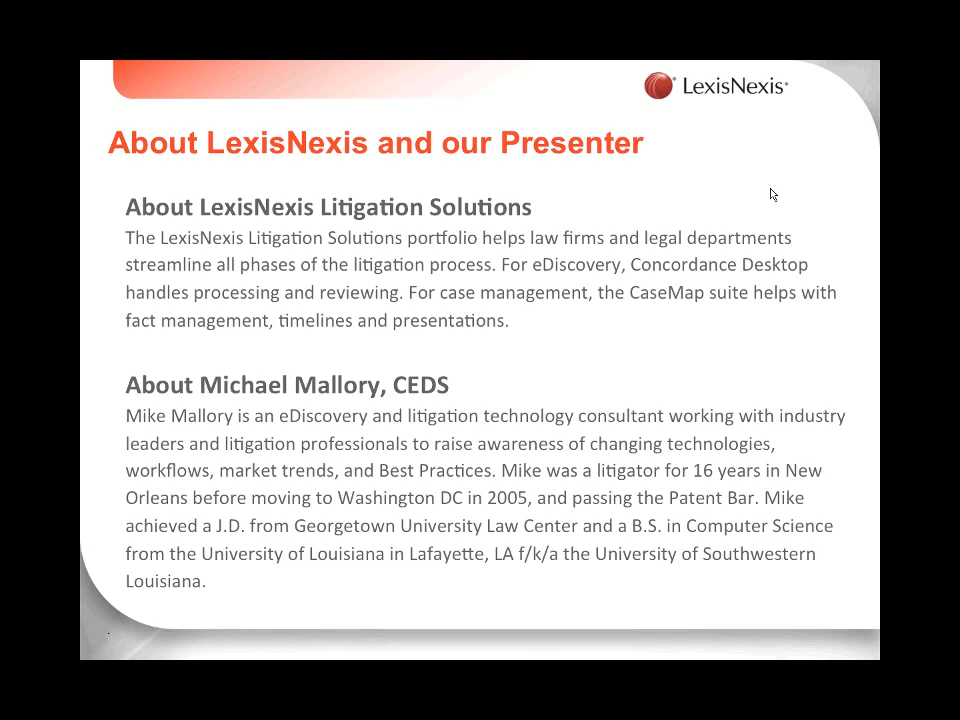 LexisNexis®
About LexisNexis and our Presenter
About LexisNexis Litigation Solutions
The LexisNexis Litigation Solutions portfolio helps law firms and legal departments
streamline all phases of the litigation process. For eDiscovery, Concordance Desktop
handles processing and reviewing. For case management, the CaseMap suite helps with
fact management, timelines and presentations.
About Michael Mallory, CEDS
Mike Mallory is an eDiscovery and litigation technology consultant working with industry
leaders and litigation professionals to raise awareness of changing technologies,
workflows, market trends, and Best Practices. Mike was a litigator for 16 years in New
Orleans before moving to Washington DC in 2005, and passing the Patent Bar. Mike
achieved a J.D. from Georgetown University Law Center and a B.S. in Computer Science
from the University of Louisiana in Lafayette, LA f/k/a the University of Southwestern
Louisiana.